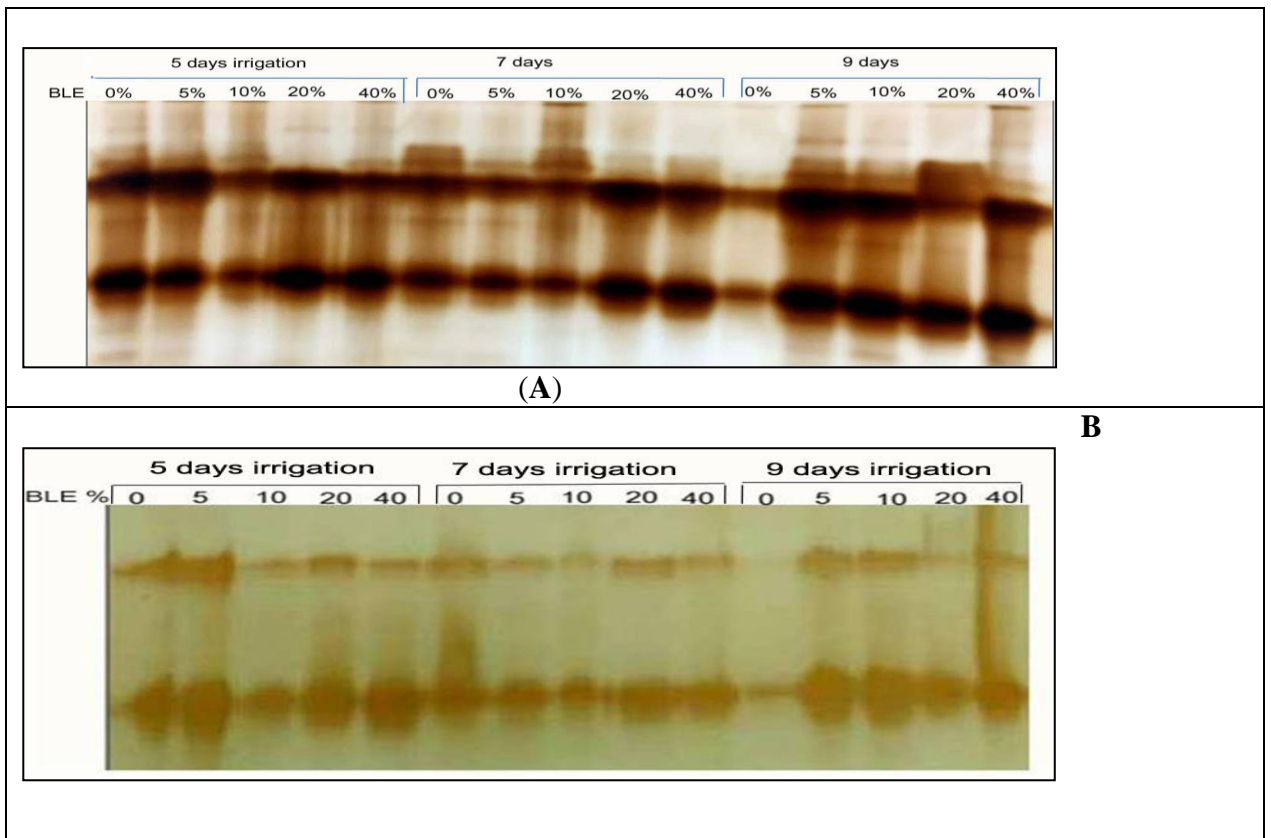 5 days irrigation 7 days 9 days
BLE 0% 5% 10% 20% 40% 0% 5% 10% 20% 40% 0% 5% 10% 20% 40%
(A)
B
5 days irrigation 7 days irrigation 9 days irrigation
BLE % 0 5 10 20 40 0 5 10 20 40 0 5 10 20 40